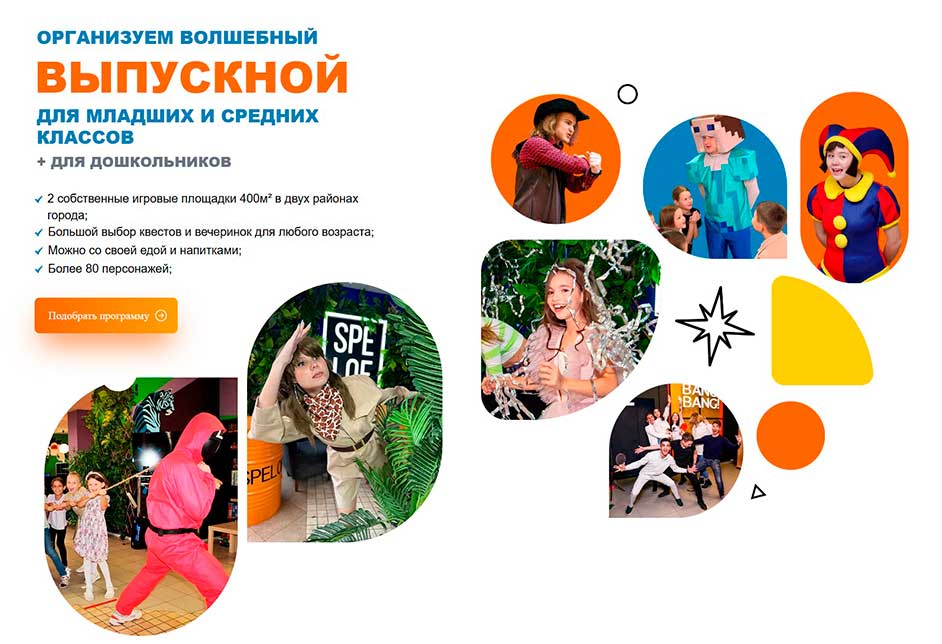 ОРГАНИЗУЕМ ВОЛШЕБНЫЙ
ВЫПУСКНОЙ
ДЛЯ МЛАДШИХ И СРЕДНИХ
КЛАССОВ
+ ДЛЯ ДОШКОЛЬНИКОВ
2 собственные игровые площадки 400м² в двух районах
города;
Большой выбор квестов и вечеринок для любого возраста;
Можно со своей едой и напитками;
Более 80 персонажей;
Подобрать программу
SPE
LOF
SPELO
BANG
BANG!